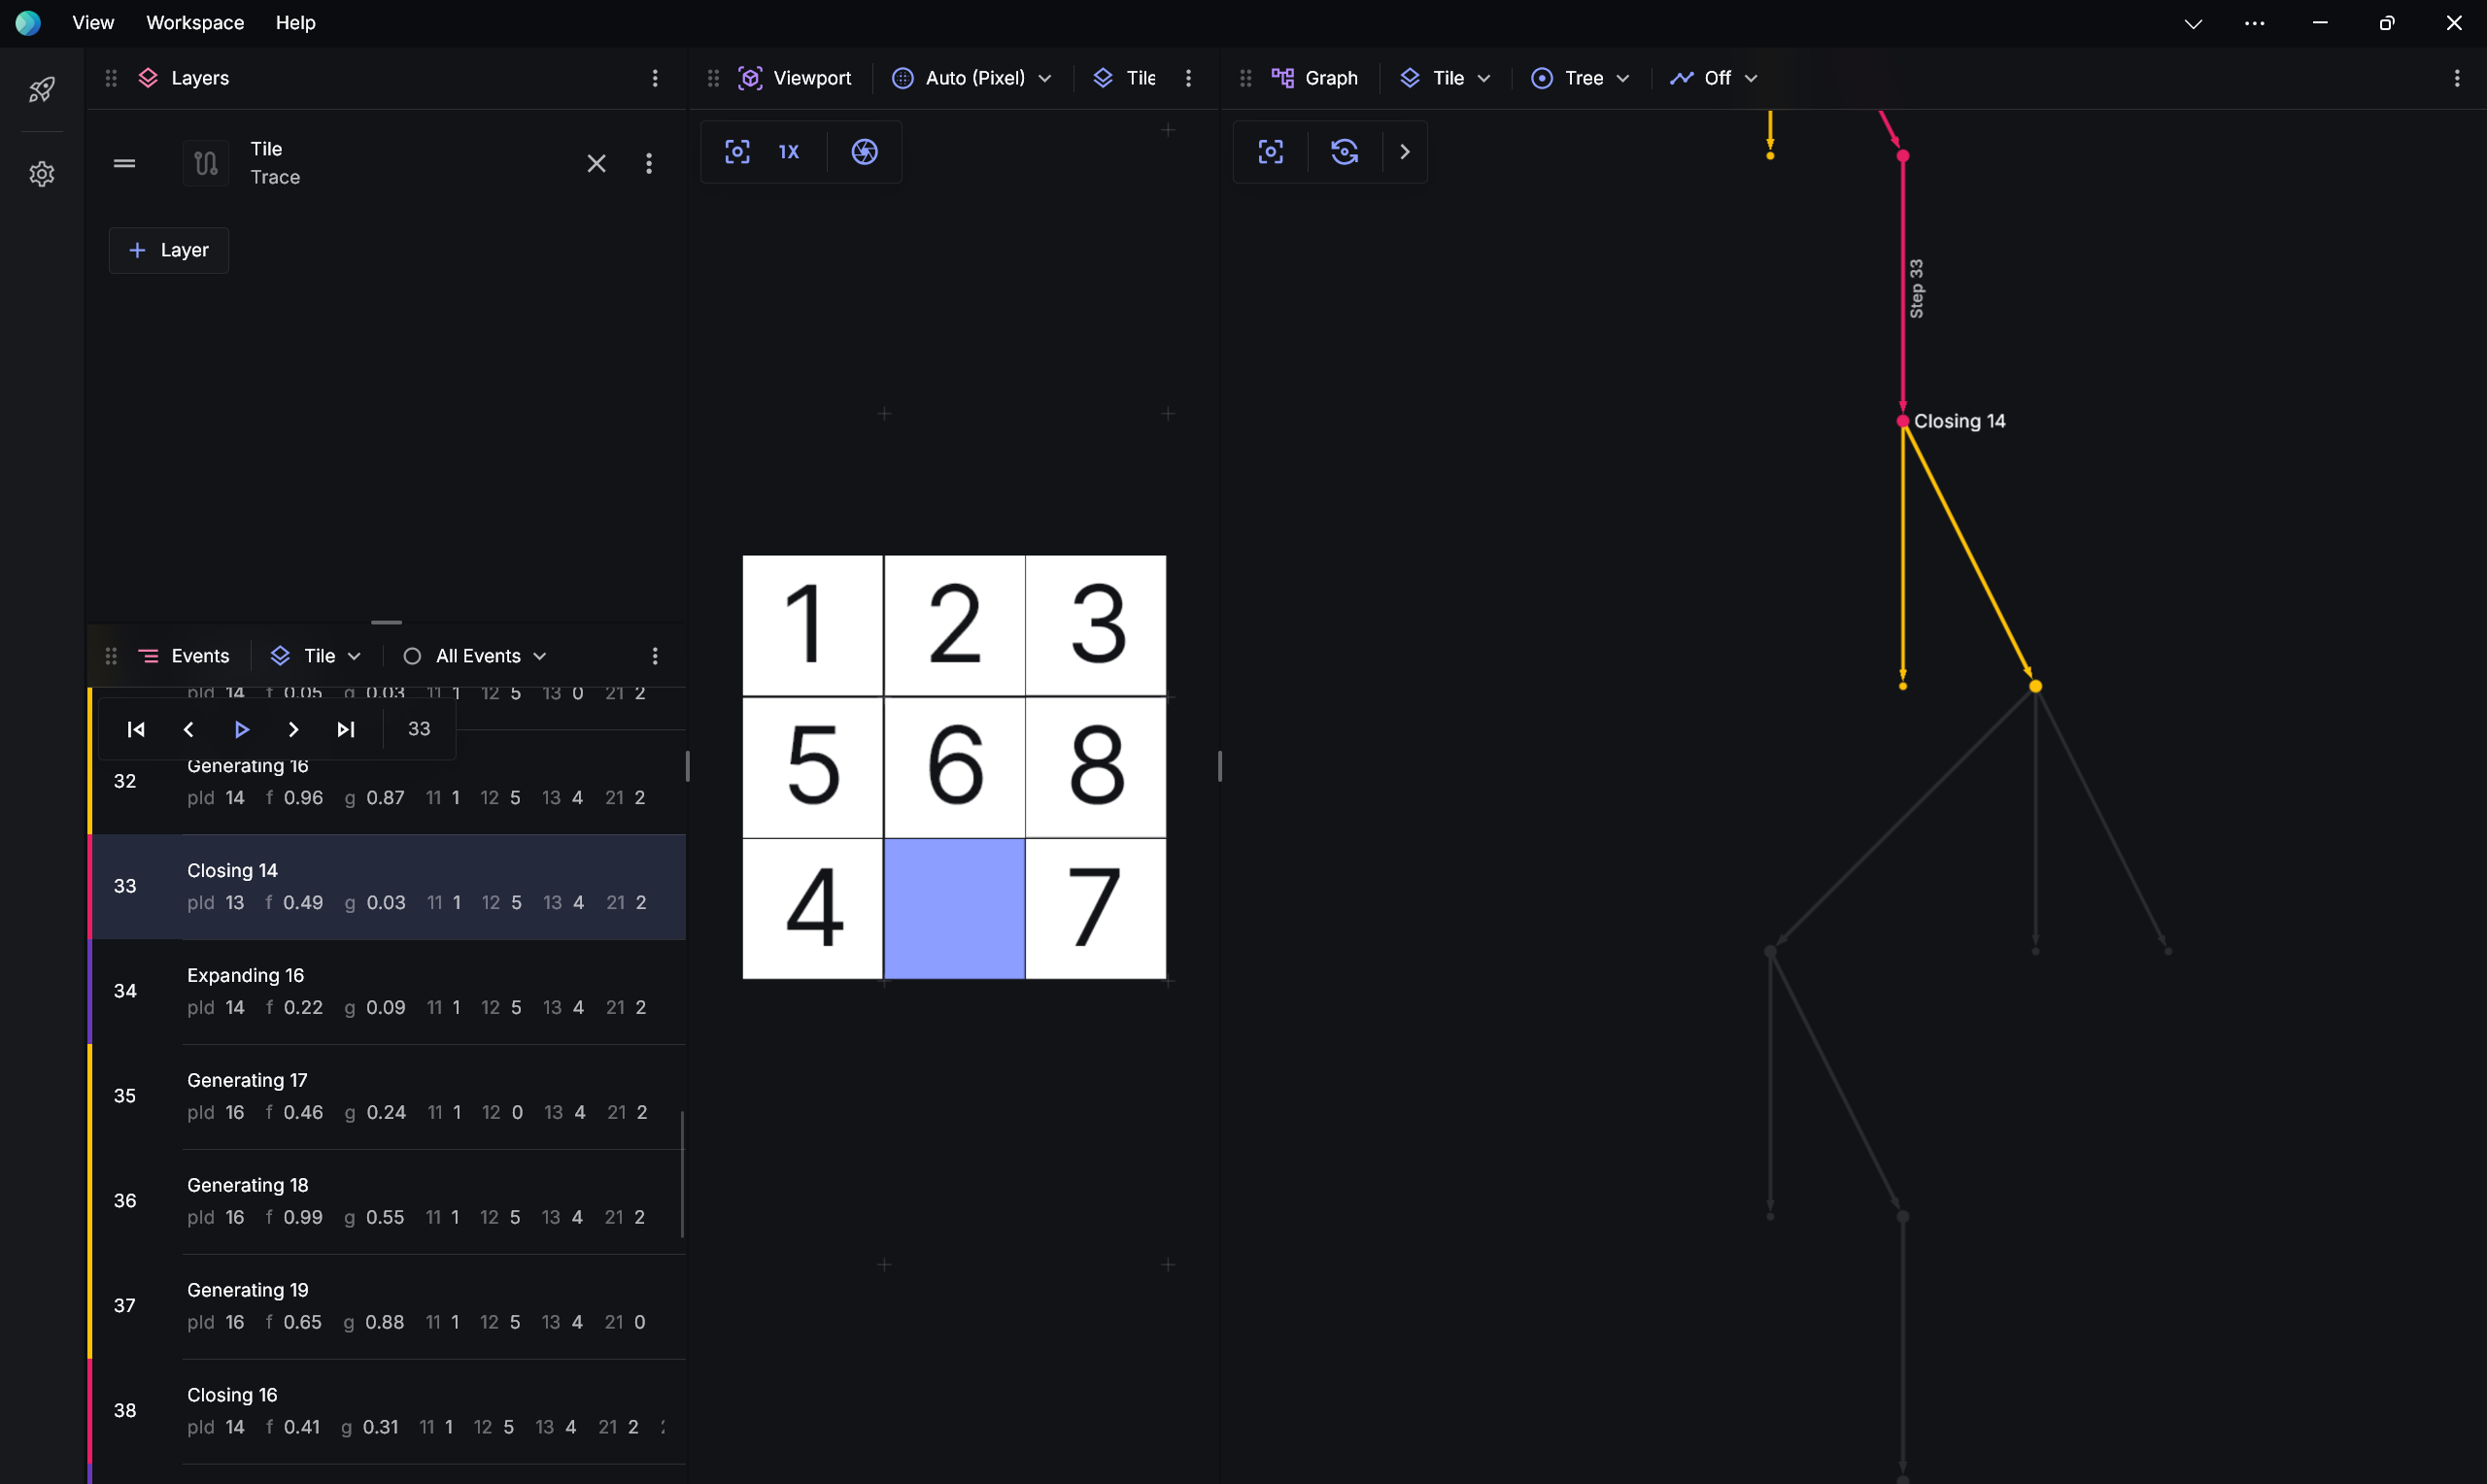 View Workspace Help
Layers
Tile
Trace
+ Layer
Events Tile All Events
pId 14 f 0.05 g 0.03 11 1 12 5 13 0 21 2
33
32 Generating 16
pId 14 f 0.96 g 0.87 11 1 12 5 13 4 21 2
33 Closing 14
pId 13 f 0.49 g 0.03 11 1 12 5 13 4 21 2
34 Expanding 16
pId 14 f 0.22 g 0.09 11 1 12 5 13 4 21 2
35 Generating 17
pId 16 f 0.46 g 0.24 11 1 12 0 13 4 21 2
36 Generating 18
pId 16 f 0.99 g 0.55 11 1 12 5 13 4 21 2
37 Generating 19
pId 16 f 0.65 g 0.88 11 1 12 5 13 4 21 0
38 Closing 16
pId 14 f 0.41 g 0.31 11 1 12 5 13 4 21 2
Viewport Auto (Pixel) Tile
1X
1 2 3
5 6 8
4 7
Graph Tile Tree Off
Step 33
Closing 14